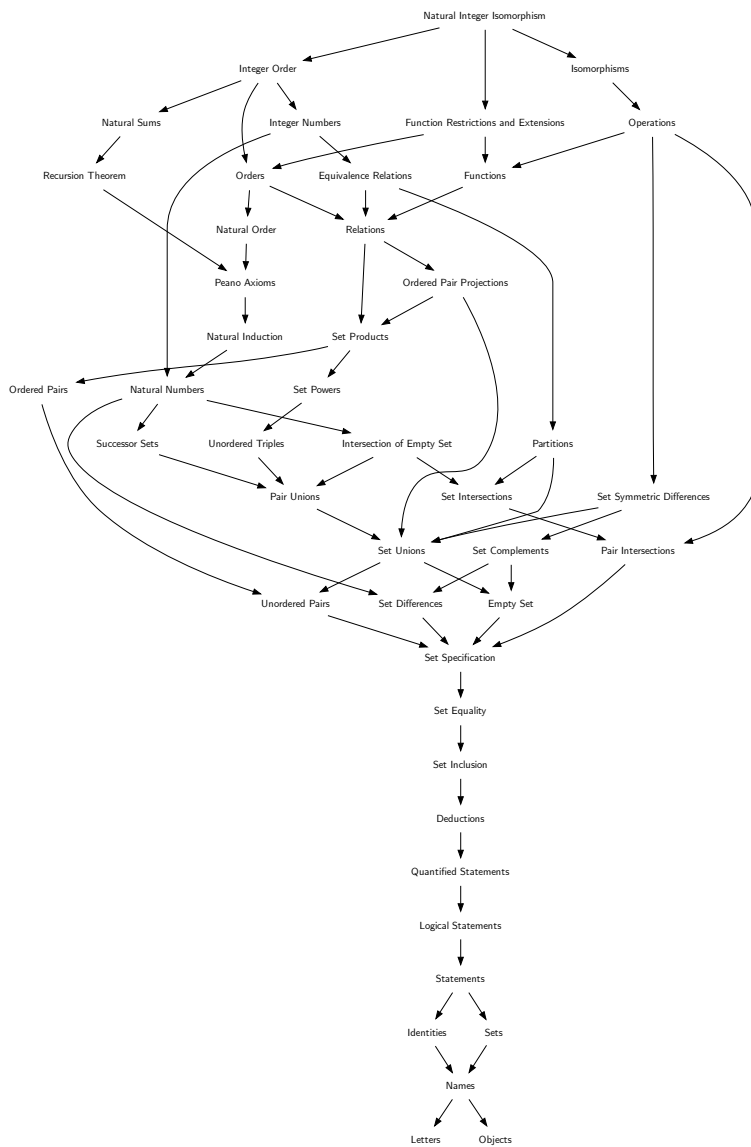 Natural Integer Isomorphism
Integer Order
Isomorphisms
Natural Sums
Integer Numbers
Function Restrictions and Extensions
Operations
Recursion Theorem
Orders
Equivalence Relations
Functions
Natural Order
Relations
Peano Axioms
Ordered Pair Projections
Natural Induction
Set Products
Ordered Pairs
Natural Numbers
Set Powers
Successor Sets
Unordered Triples
Intersection of Empty Set
Partitions
Pair Unions
Set Intersections
Set Symmetric Differences
Set Unions
Set Complements
Pair Intersections
Unordered Pairs
Set Differences
Empty Set
Set Specification
Set Equality
Set Inclusion
Deductions
Quantified Statements
Logical Statements
Statements
Identities
Sets
Names
Letters
Objects